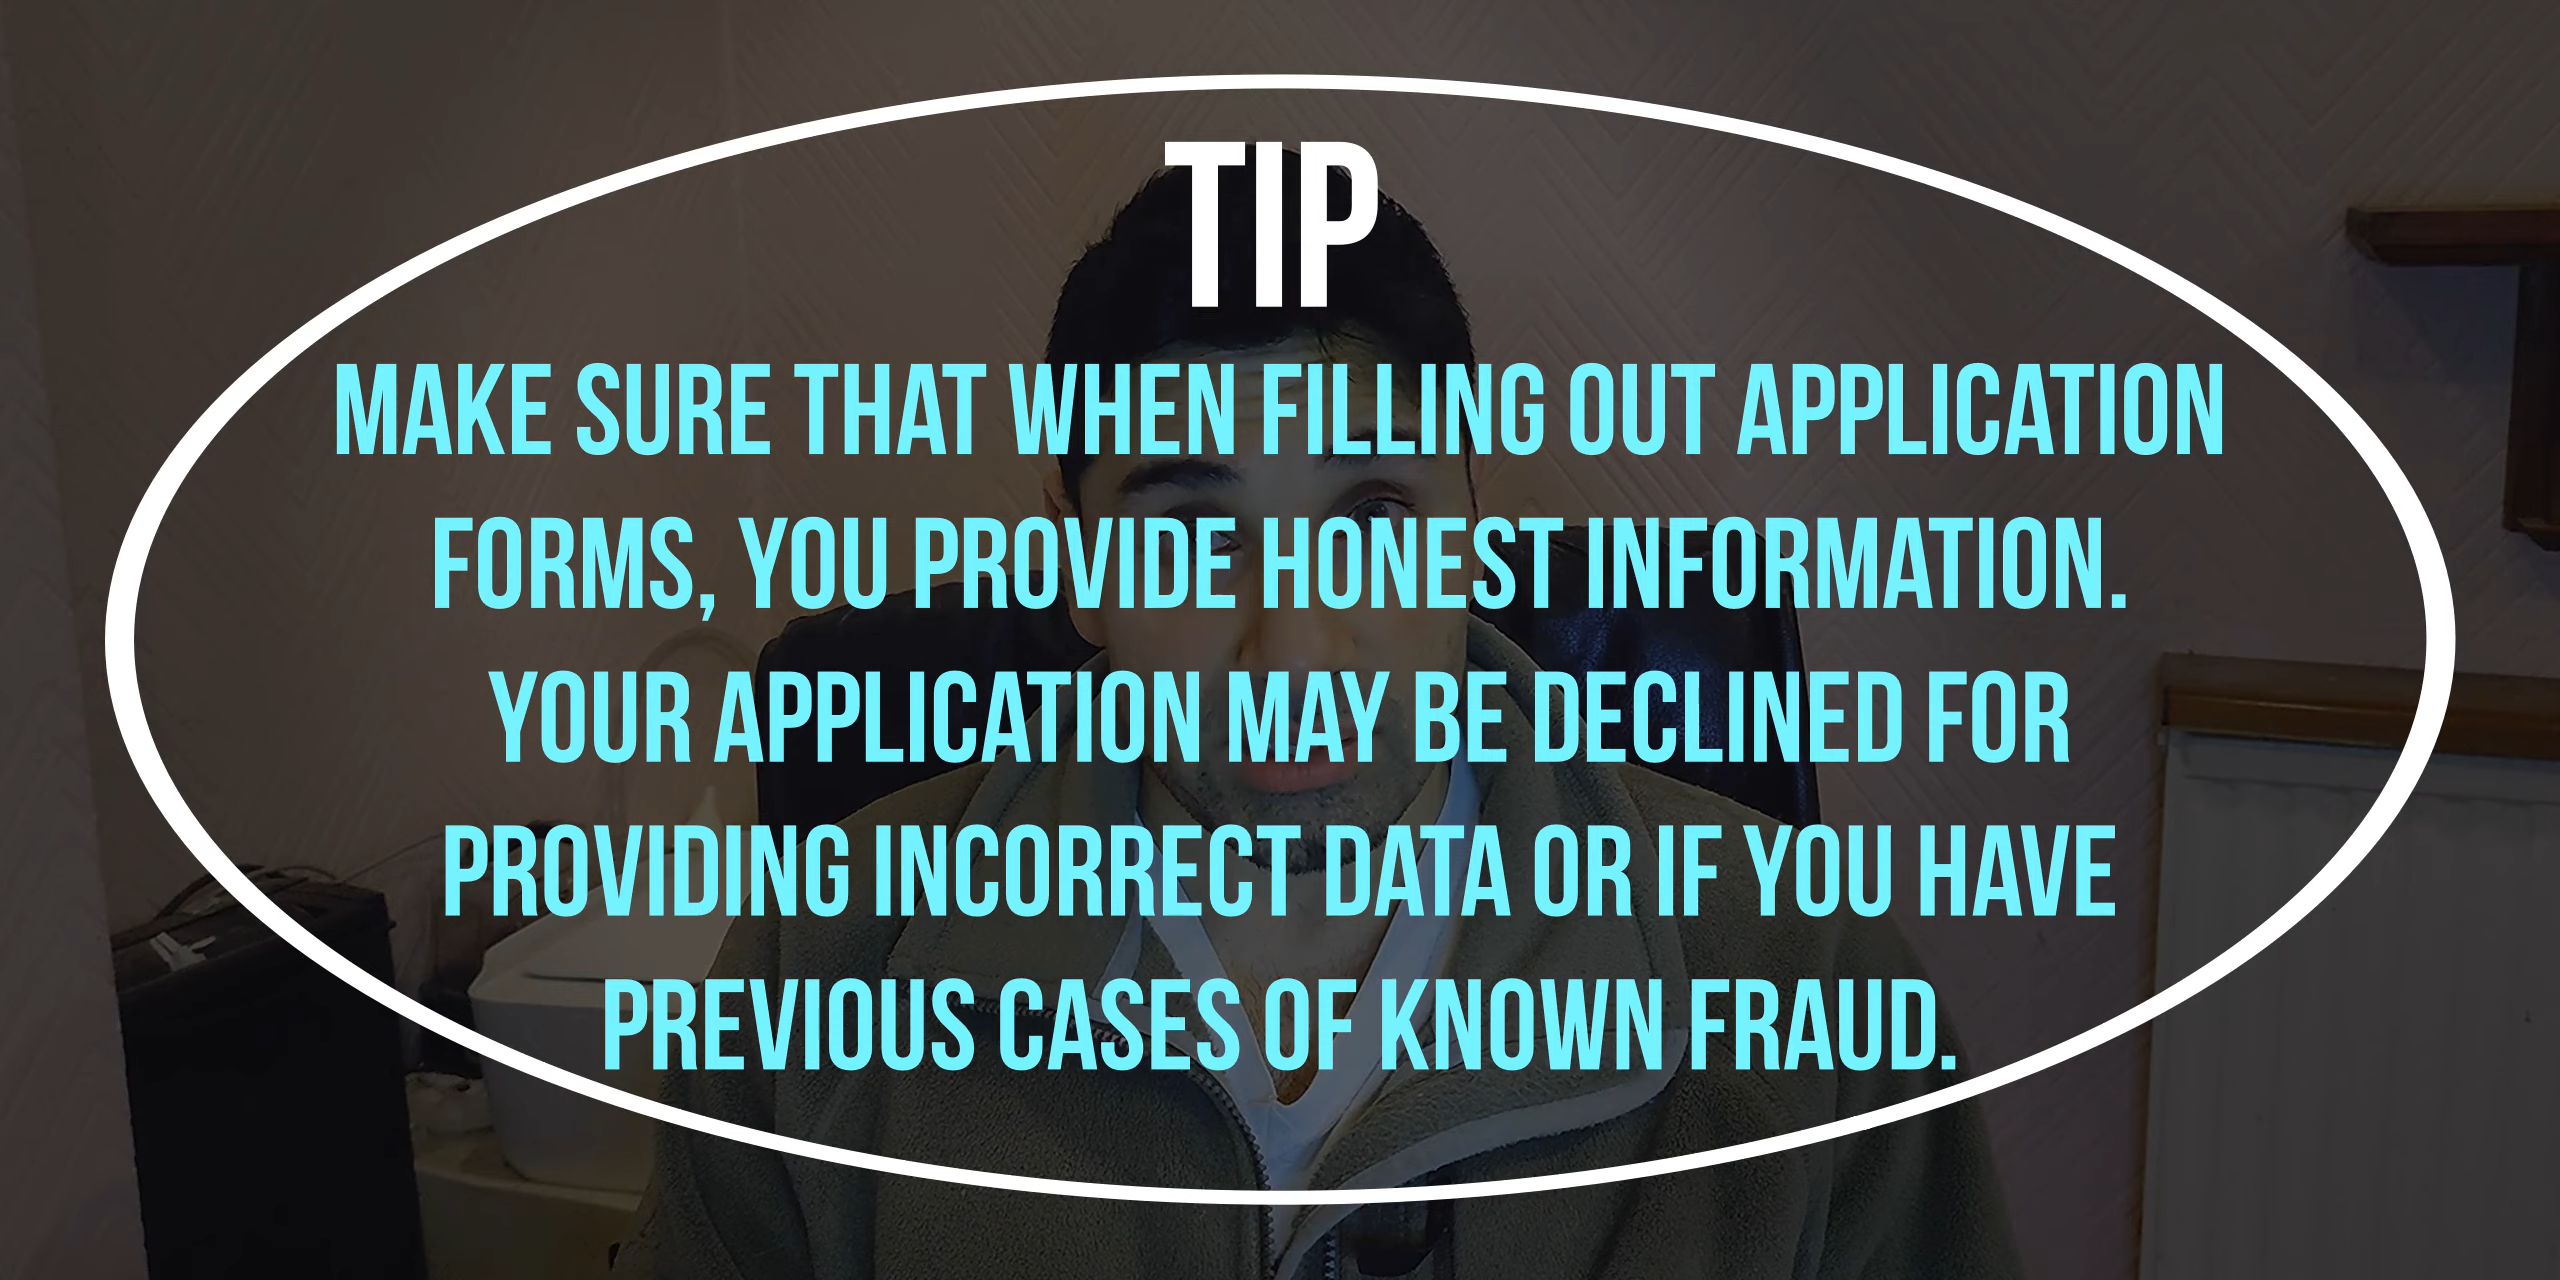 TIP
MAKE SURE THAT WHEN FILLING OUT APPLICATION
FORMS, YOU PROVIDE HONEST INFORMATION.
YOUR APPLICATION MAY BE DECLINED FOR
PROVIDING INCORRECT DATA OR IF YOU HAVE
PREVIOUS CASES OF KNOWN FRAUD.